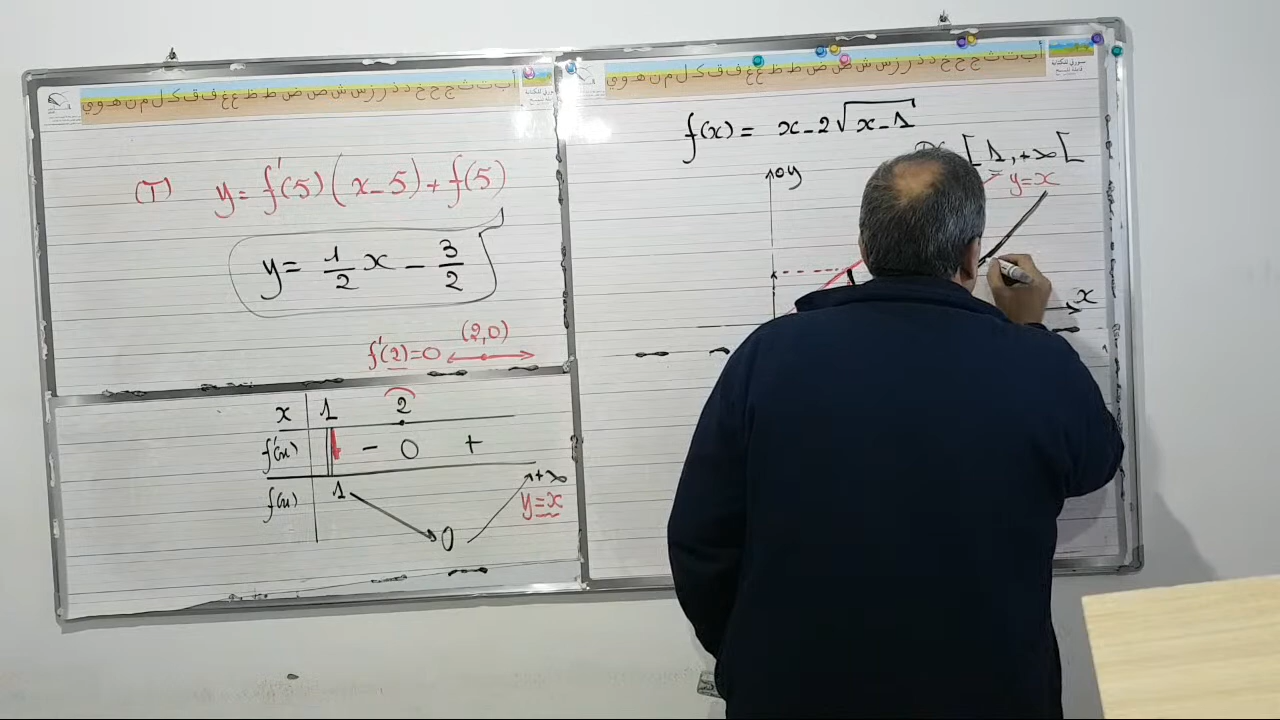 أ ب ت ث ج ح خ د ذ ر ز س ش ص ض ط ظ ع غ ف ق ك ل م ن ه و ي
أ ب ت ث ج ح خ د ذ ر ز س ش ص ض ط ظ ع غ ف ق ك ل م ن ه و ي
(T) y = f'(5)(x-5)+f(5)
y = 1/2 x - 3/2
f'(2)=0 (2,0)
x 1 2
f'(x) - 0 +
f(x) 1 0 +∞
y=x
f(x) = x-2√(x-1)
[1,+∞[
y
y=x
x